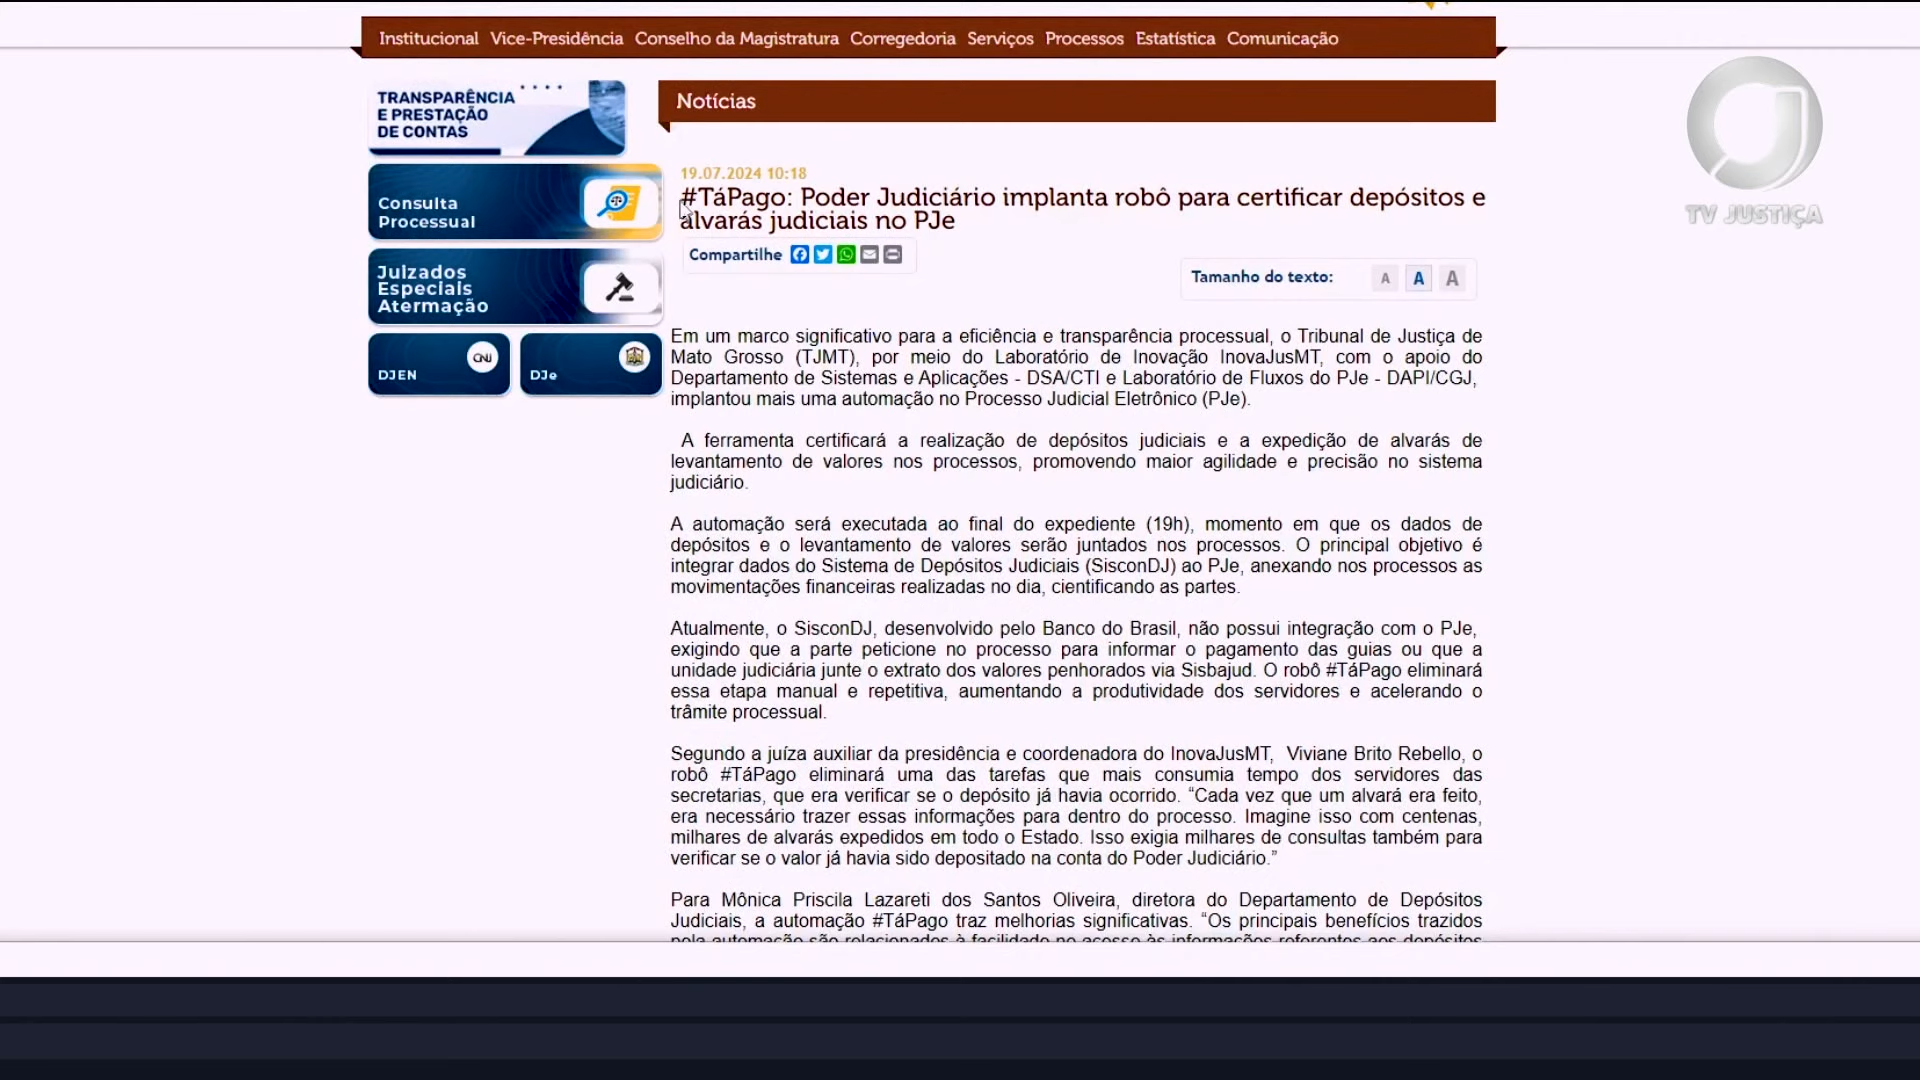 Institucional Vice-Presidência Conselho da Magistratura Corregedoria Serviços Processos Estatística Comunicação
TRANSPARÊNCIA
E PRESTAÇÃO
DE CONTAS
Consulta
Processual
Juizados
Especiais
Atermação
CNJ
DJEN
DJe
Notícias
19.07.2024 10:18
#TáPago: Poder Judiciário implanta robô para certificar depósitos e
alvarás judiciais no PJe
Compartilhe
Tamanho do texto: A A A
Em um marco significativo para a eficiência e transparência processual, o Tribunal de Justiça de
Mato Grosso (TJMT), por meio do Laboratório de Inovação InovaJusMT, com o apoio do
Departamento de Sistemas e Aplicações - DSA/CTI e Laboratório de Fluxos do PJe - DAPI/CGJ,
implantou mais uma automação no Processo Judicial Eletrônico (PJe).
A ferramenta certificará a realização de depósitos judiciais e a expedição de alvarás de
levantamento de valores nos processos, promovendo maior agilidade e precisão no sistema
judiciário.
A automação será executada ao final do expediente (19h), momento em que os dados de
depósitos e o levantamento de valores serão juntados nos processos. O principal objetivo é
integrar dados do Sistema de Depósitos Judiciais (SisconDJ) ao PJe, anexando nos processos as
movimentações financeiras realizadas no dia, cientificando as partes.
Atualmente, o SisconDJ, desenvolvido pelo Banco do Brasil, não possui integração com o PJe,
exigindo que a parte peticione no processo para informar o pagamento das guias ou que a
unidade judiciária junte o extrato dos valores penhorados via Sisbajud. O robô #TáPago eliminará
essa etapa manual e repetitiva, aumentando a produtividade dos servidores e acelerando o
trâmite processual.
Segundo a juíza auxiliar da presidência e coordenadora do InovaJusMT, Viviane Brito Rebello, o
robô #TáPago eliminará uma das tarefas que mais consumia tempo dos servidores das
secretarias, que era verificar se o depósito já havia ocorrido. “Cada vez que um alvará era feito,
era necessário trazer essas informações para dentro do processo. Imagine isso com centenas,
milhares de alvarás expedidos em todo o Estado. Isso exigia milhares de consultas também para
verificar se o valor já havia sido depositado na conta do Poder Judiciário.”
Para Mônica Priscila Lazareti dos Santos Oliveira, diretora do Departamento de Depósitos
Judiciais, a automação #TáPago traz melhorias significativas. “Os principais benefícios trazidos
pela automação são relacionados à facilidade no acesso às informações referentes aos depósitos
TV JUSTIÇA